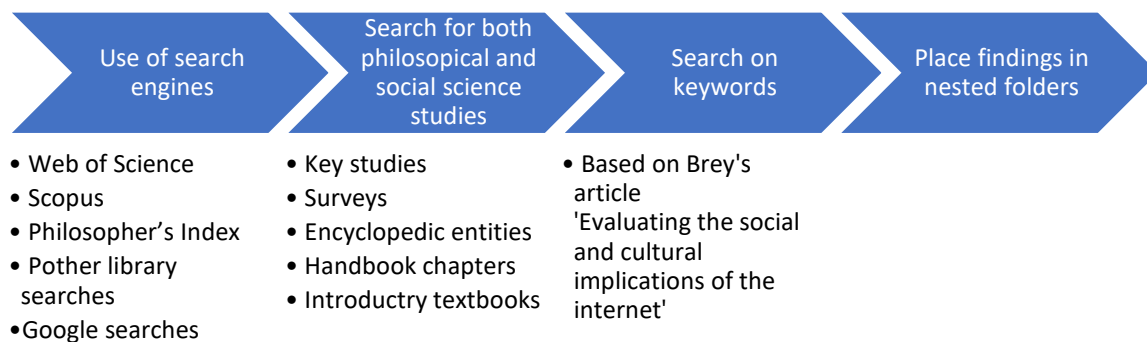 Use of search
engines
Search for both
philosopical and
social science
studies
Search on
keywords
Place findings in
nested folders
• Web of Science
• Scopus
• Philosopher’s Index
• Pother library
searches
•Google searches
• Key studies
• Surveys
• Encyclopedic entities
• Handbook chapters
• Introductry textbooks
• Based on Brey's
article
'Evaluating the social
and cultural
implications of the
internet'